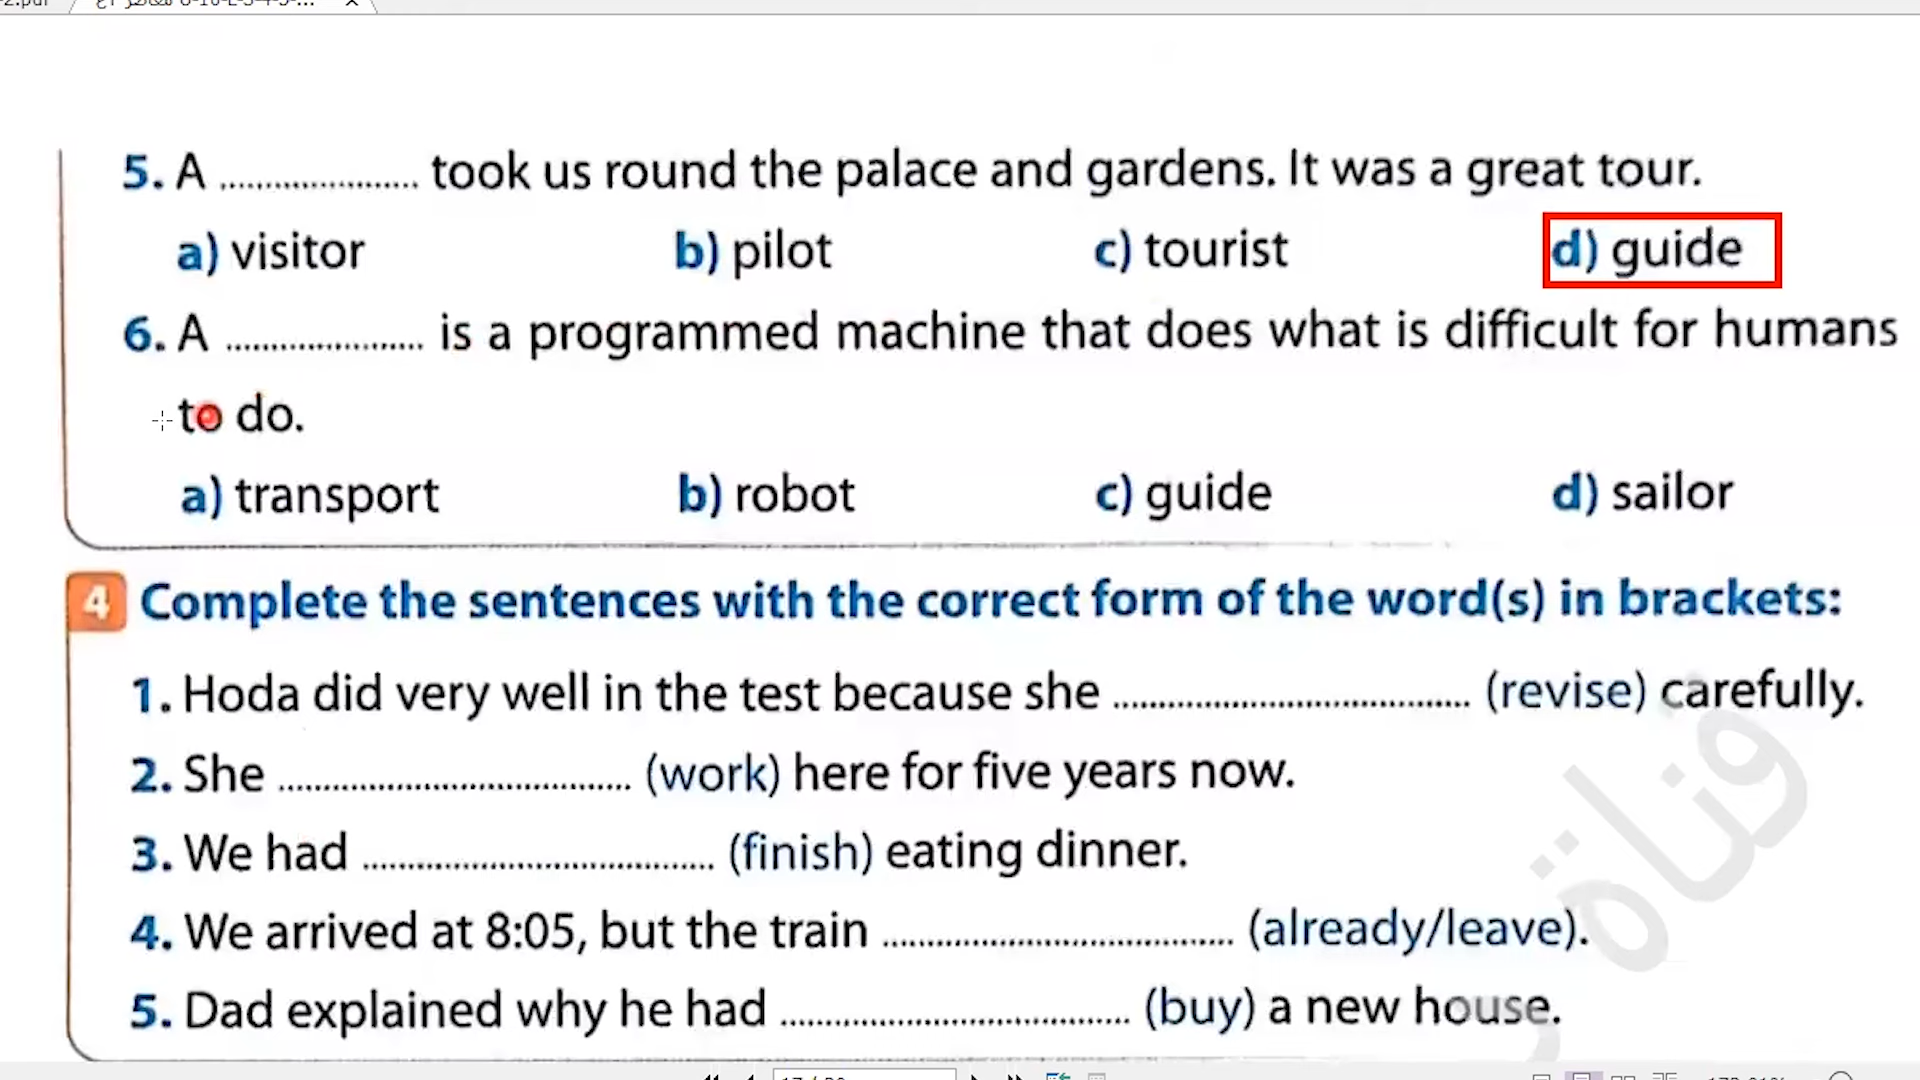 5. A ..................... took us round the palace and gardens. It was a great tour.
a) visitor b) pilot c) tourist d) guide
6. A ..................... is a programmed machine that does what is difficult for humans
to do.
a) transport b) robot c) guide d) sailor
4 Complete the sentences with the correct form of the word(s) in brackets:
1. Hoda did very well in the test because she ..................................... (revise) carefully.
2. She ..................................... (work) here for five years now.
3. We had ..................................... (finish) eating dinner.
4. We arrived at 8:05, but the train ..................................... (already/leave).
5. Dad explained why he had ..................................... (buy) a new house.
قناة